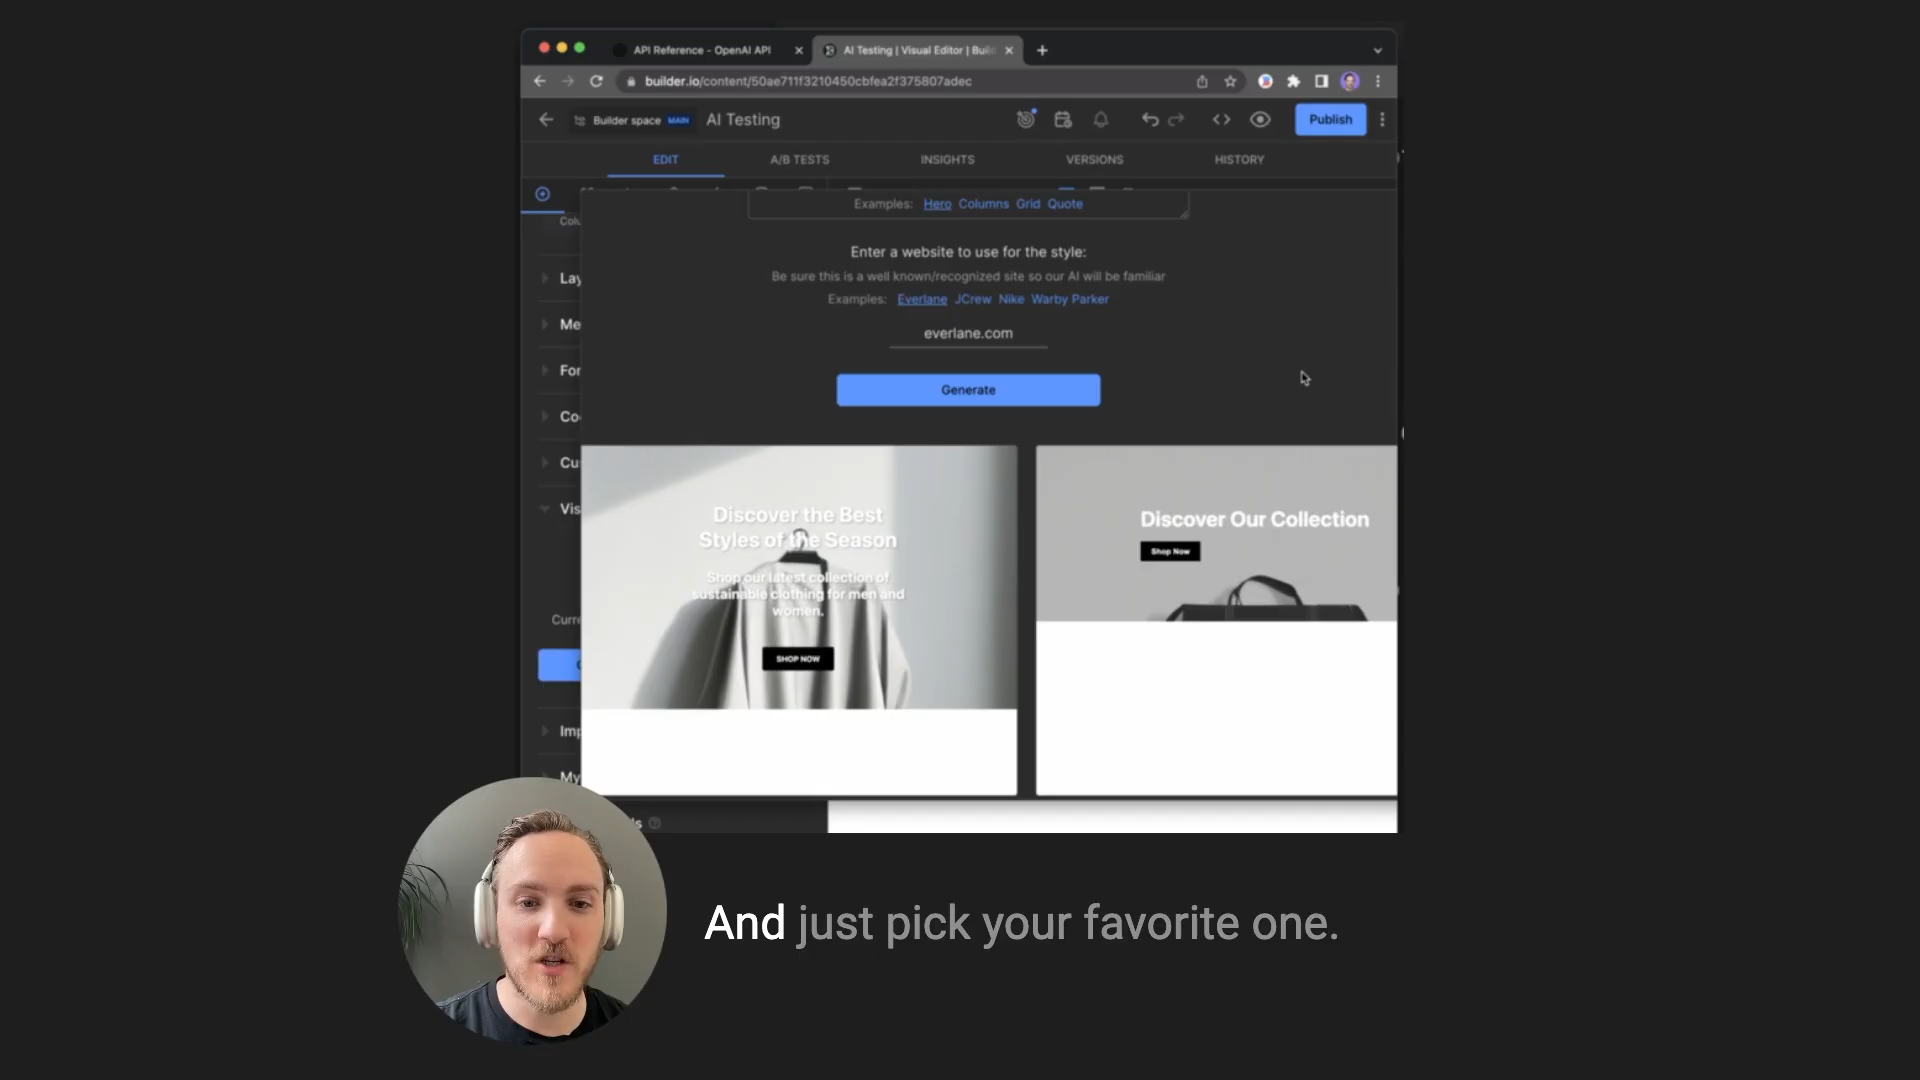 API Reference - OpenAI API
AI Testing | Visual Editor | Buil
builder.io/content/50ae711f3210450cbfea2f375807adec
Builder space MAIN AI Testing
Publish
EDIT A/B TESTS INSIGHTS VERSIONS HISTORY
Examples: Hero Columns Grid Quote
Colu
Enter a website to use for the style:
Be sure this is a well known/recognized site so our AI will be familiar
Lay
Examples: Everlane JCrew Nike Warby Parker
Me
everlane.com
For
Generate
Co
Cus
Vis
Discover the Best
Styles of the Season
Shop our latest collection of
sustainable clothing for men and
women.
SHOP NOW
Discover Our Collection
Shop Now
Curre
Imp
My
And just pick your favorite one.